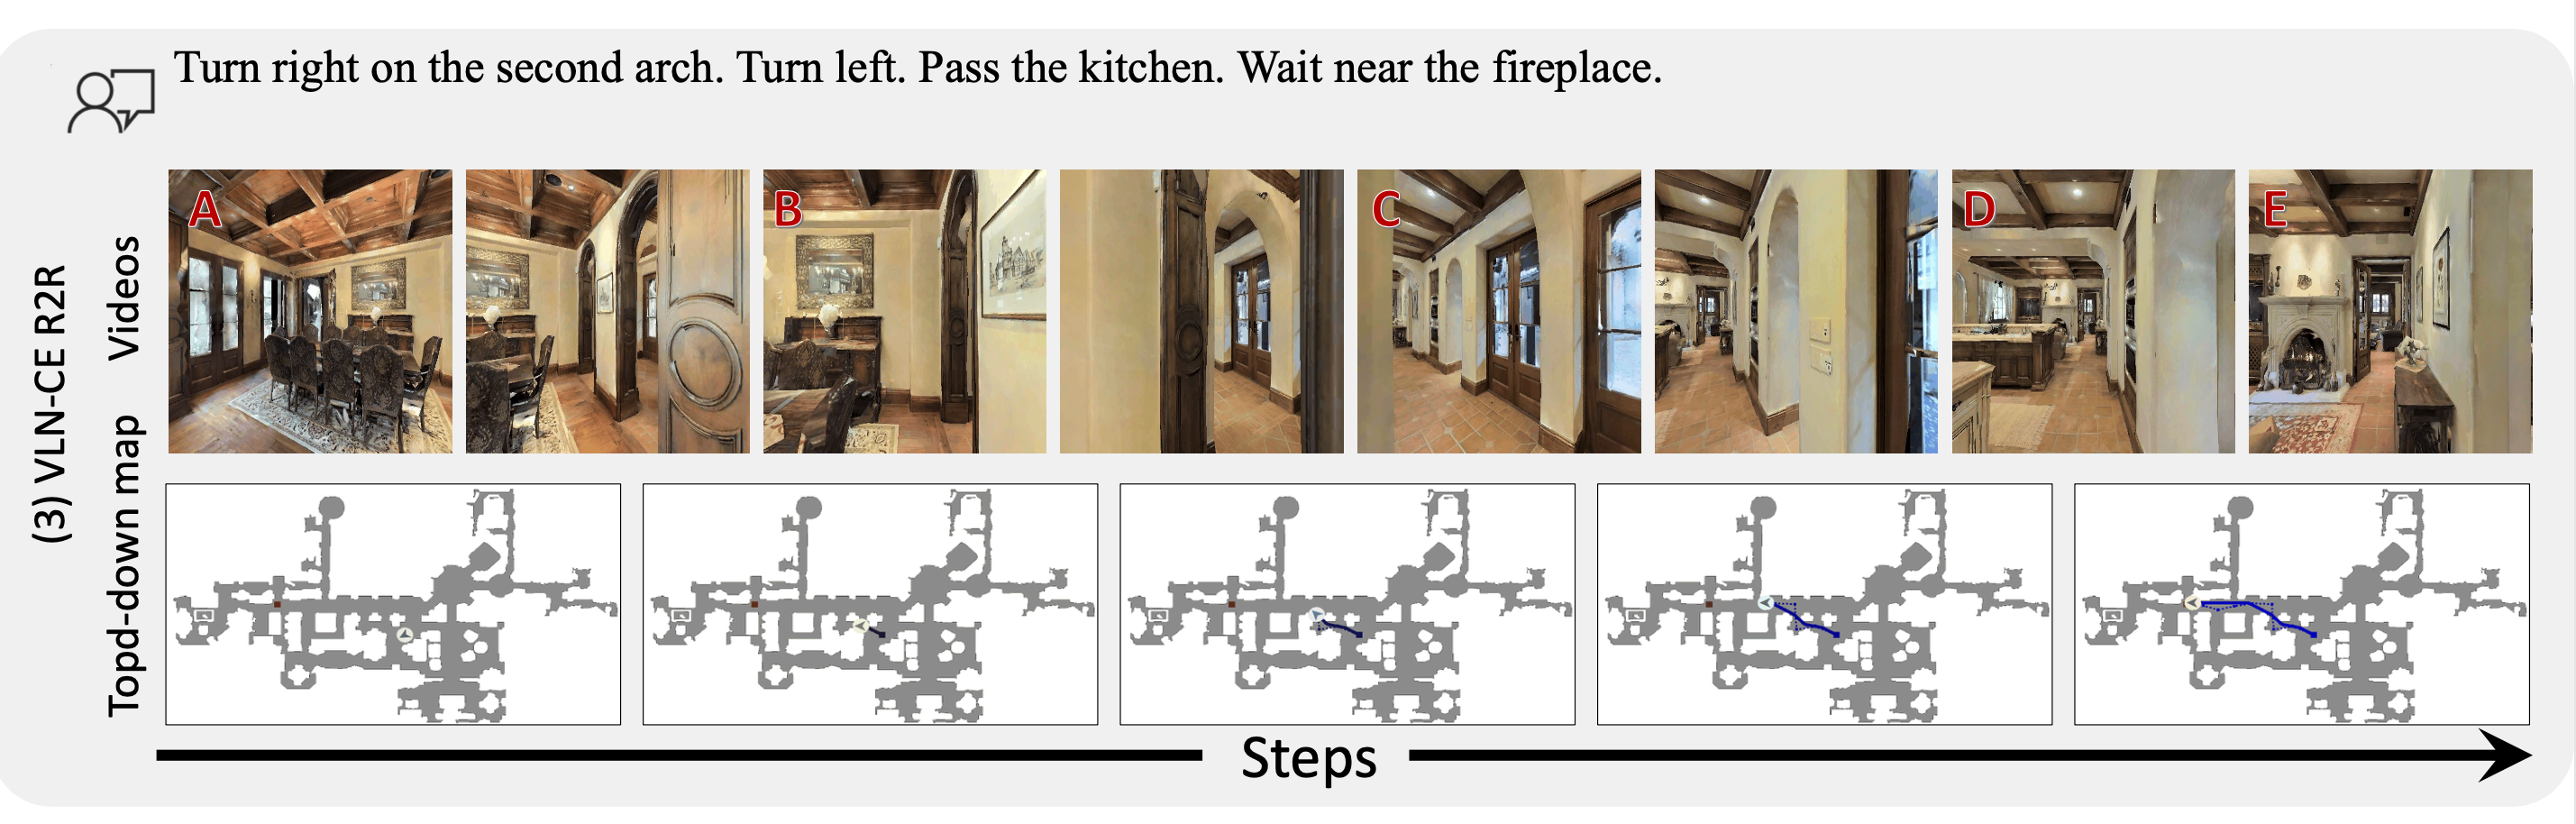 Turn right on the second arch. Turn left. Pass the kitchen. Wait near the fireplace.
(3) VLN-CE R2R
Videos
A
B
C
D
E
Topd-down map
Steps